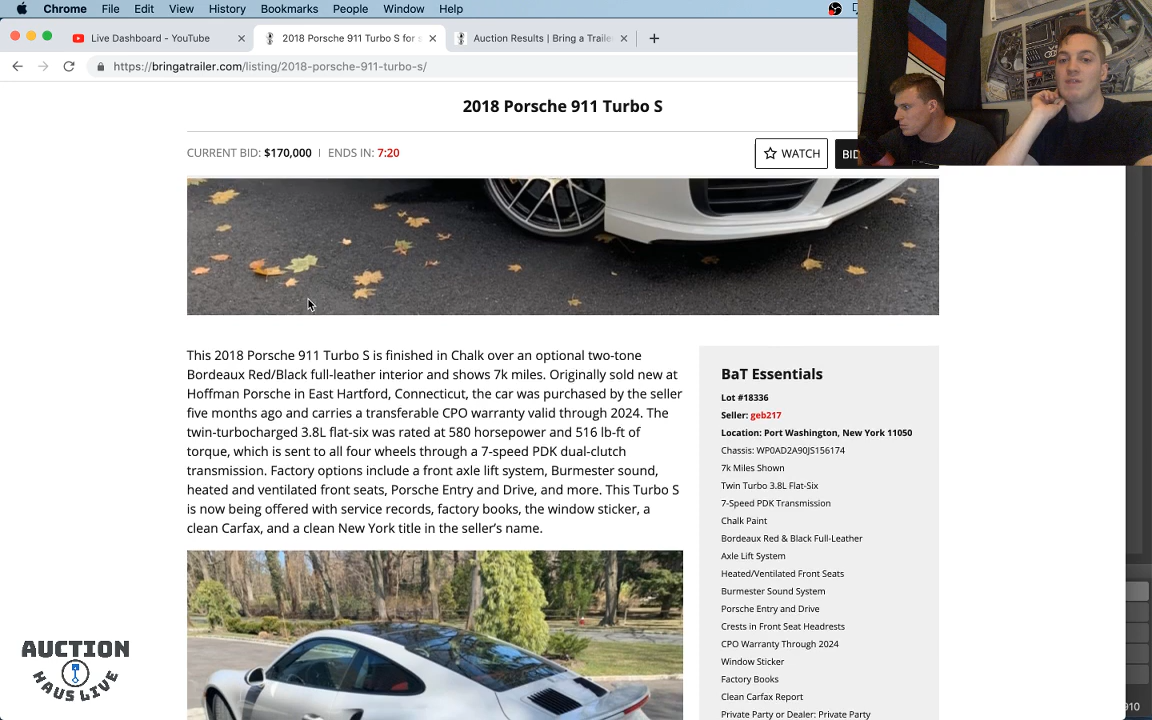 Chrome File Edit View History Bookmarks People Window Help
Live Dashboard - YouTube
2018 Porsche 911 Turbo S for s
Auction Results | Bring a Traile
https://bringatrailer.com/listing/2018-porsche-911-turbo-s/
2018 Porsche 911 Turbo S
CURRENT BID: $170,000 | ENDS IN: 7:20
WATCH
BID
This 2018 Porsche 911 Turbo S is finished in Chalk over an optional two-tone
Bordeaux Red/Black full-leather interior and shows 7k miles. Originally sold new at
Hoffman Porsche in East Hartford, Connecticut, the car was purchased by the seller
five months ago and carries a transferable CPO warranty valid through 2024. The
twin-turbocharged 3.8L flat-six was rated at 580 horsepower and 516 lb-ft of
torque, which is sent to all four wheels through a 7-speed PDK dual-clutch
transmission. Factory options include a front axle lift system, Burmester sound,
heated and ventilated front seats, Porsche Entry and Drive, and more. This Turbo S
is now being offered with service records, factory books, the window sticker, a
clean Carfax, and a clean New York title in the seller's name.
BaT Essentials
Lot #18336
Seller: geb217
Location: Port Washington, New York 11050
Chassis: WP0AD2A90JS156174
7k Miles Shown
Twin Turbo 3.8L Flat-Six
7-Speed PDK Transmission
Chalk Paint
Bordeaux Red & Black Full-Leather
Axle Lift System
Heated/Ventilated Front Seats
Burmester Sound System
Porsche Entry and Drive
Crests in Front Seat Headrests
CPO Warranty Through 2024
Window Sticker
Factory Books
Clean Carfax Report
Private Party or Dealer: Private Party
AUCTION
HAUS LIVE
910